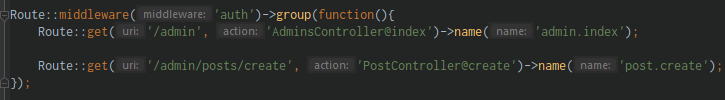 Route::middleware( middleware: 'auth')->group(function(){
Route::get( uri: '/admin', action: 'AdminsController@index')->name( name: 'admin.index');
Route::get( uri: '/admin/posts/create', action: 'PostController@create')->name( name: 'post.create');
});